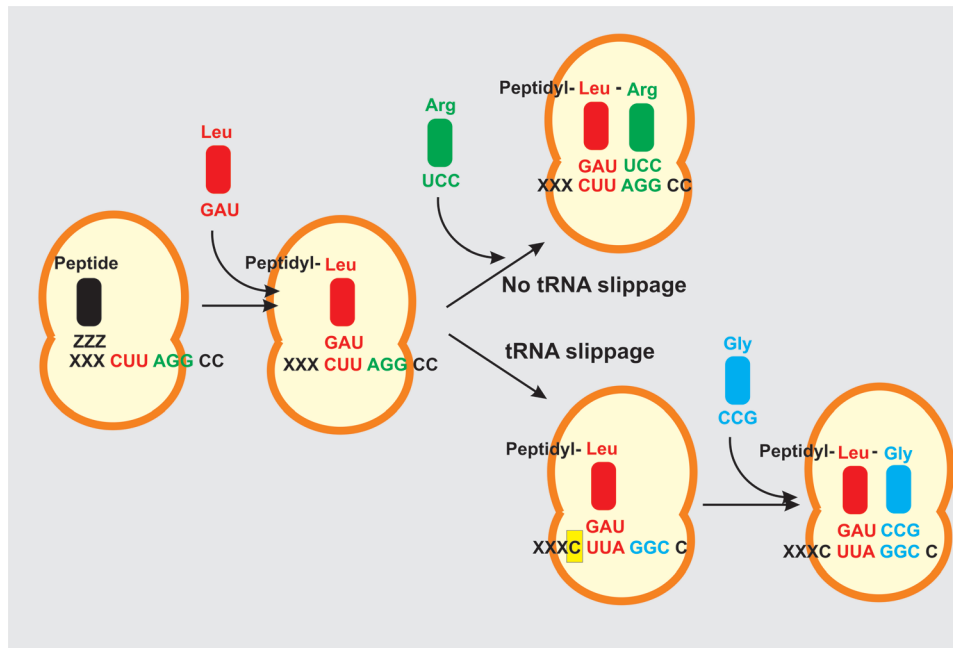 Peptide
ZZZ
XXX CUU AGG CC
Leu
GAU
Peptidyl- Leu
GAU
XXX CUU AGG CC
Arg
UCC
No tRNA slippage
Peptidyl- Leu - Arg
GAU UCC
XXX CUU AGG CC
tRNA slippage
Peptidyl- Leu
GAU
XXXC UUA GGC C
Gly
CCG
Peptidyl- Leu - Gly
GAU CCG
XXXC UUA GGC C